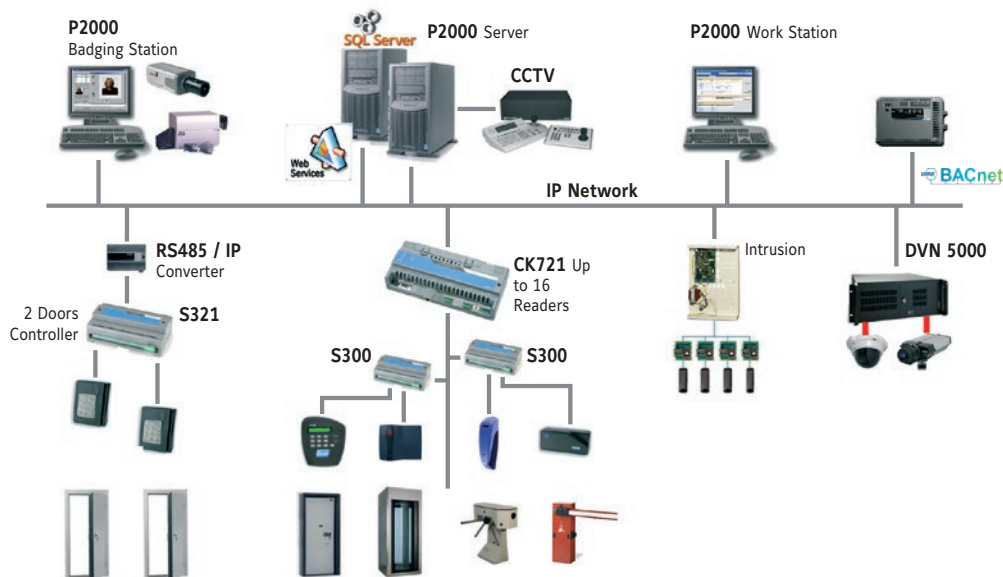 P2000
Badging Station
SQL Server
P2000 Server
CCTV
P2000 Work Station
Web
Services
IP Network
BACnet
RS485 / IP
Converter
CK721 Up
to 16
Readers
Intrusion
DVN 5000
2 Doors
Controller
S321
S300
S300